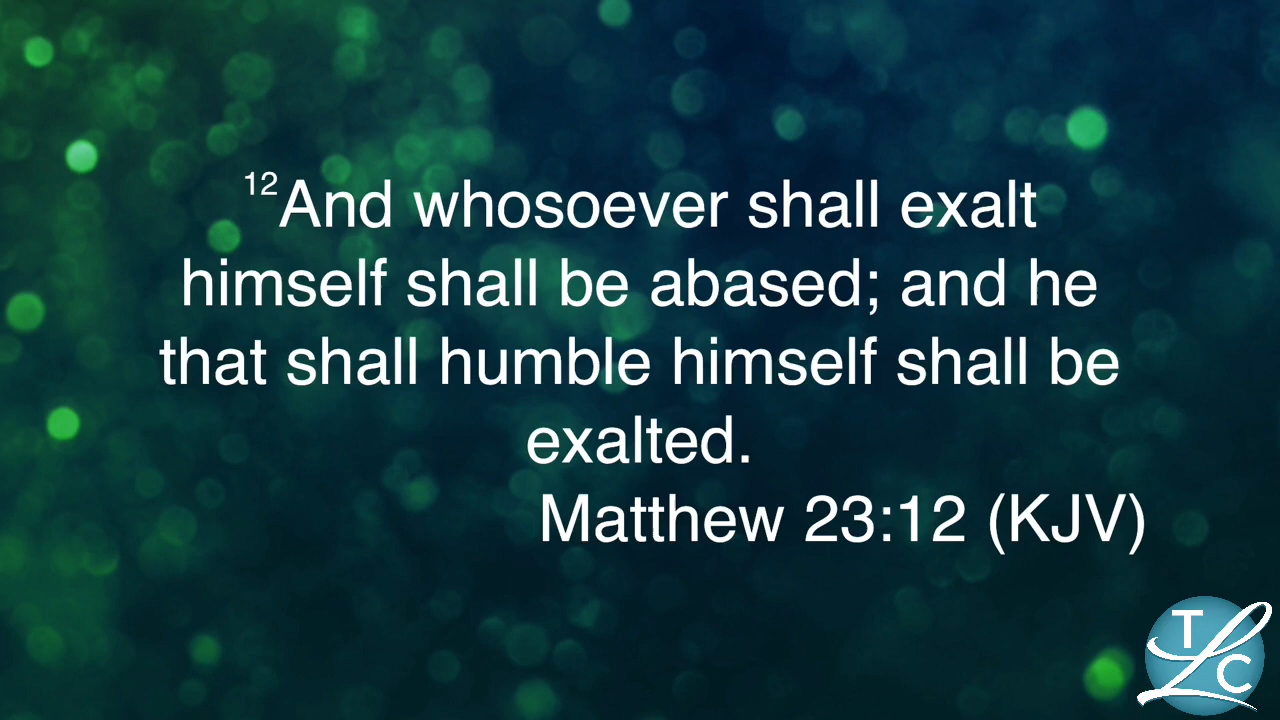 12And whosoever shall exalt
himself shall be abased; and he
that shall humble himself shall be
exalted.
Matthew 23:12 (KJV)
TLC